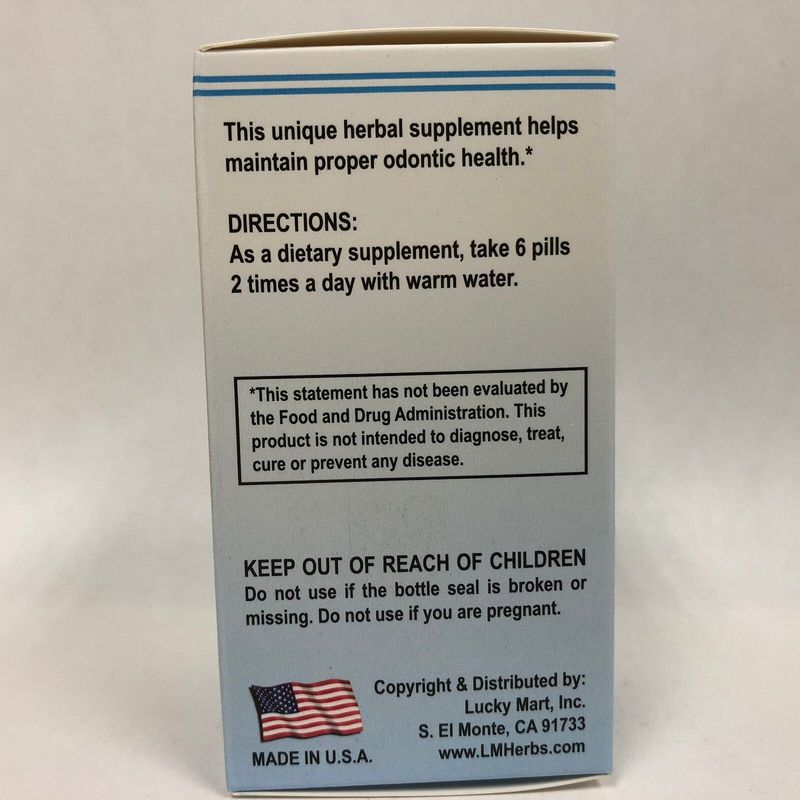 This unique herbal supplement helps
maintain proper odontic health.*
DIRECTIONS:
As a dietary supplement, take 6 pills
2 times a day with warm water.
*This statement has not been evaluated by
the Food and Drug Administration. This
product is not intended to diagnose, treat,
cure or prevent any disease.
KEEP OUT OF REACH OF CHILDREN
Do not use if the bottle seal is broken or
missing. Do not use if you are pregnant.
MADE IN U.S.A.
Copyright & Distributed by:
Lucky Mart, Inc.
S. El Monte, CA 91733
www.LMHerbs.com